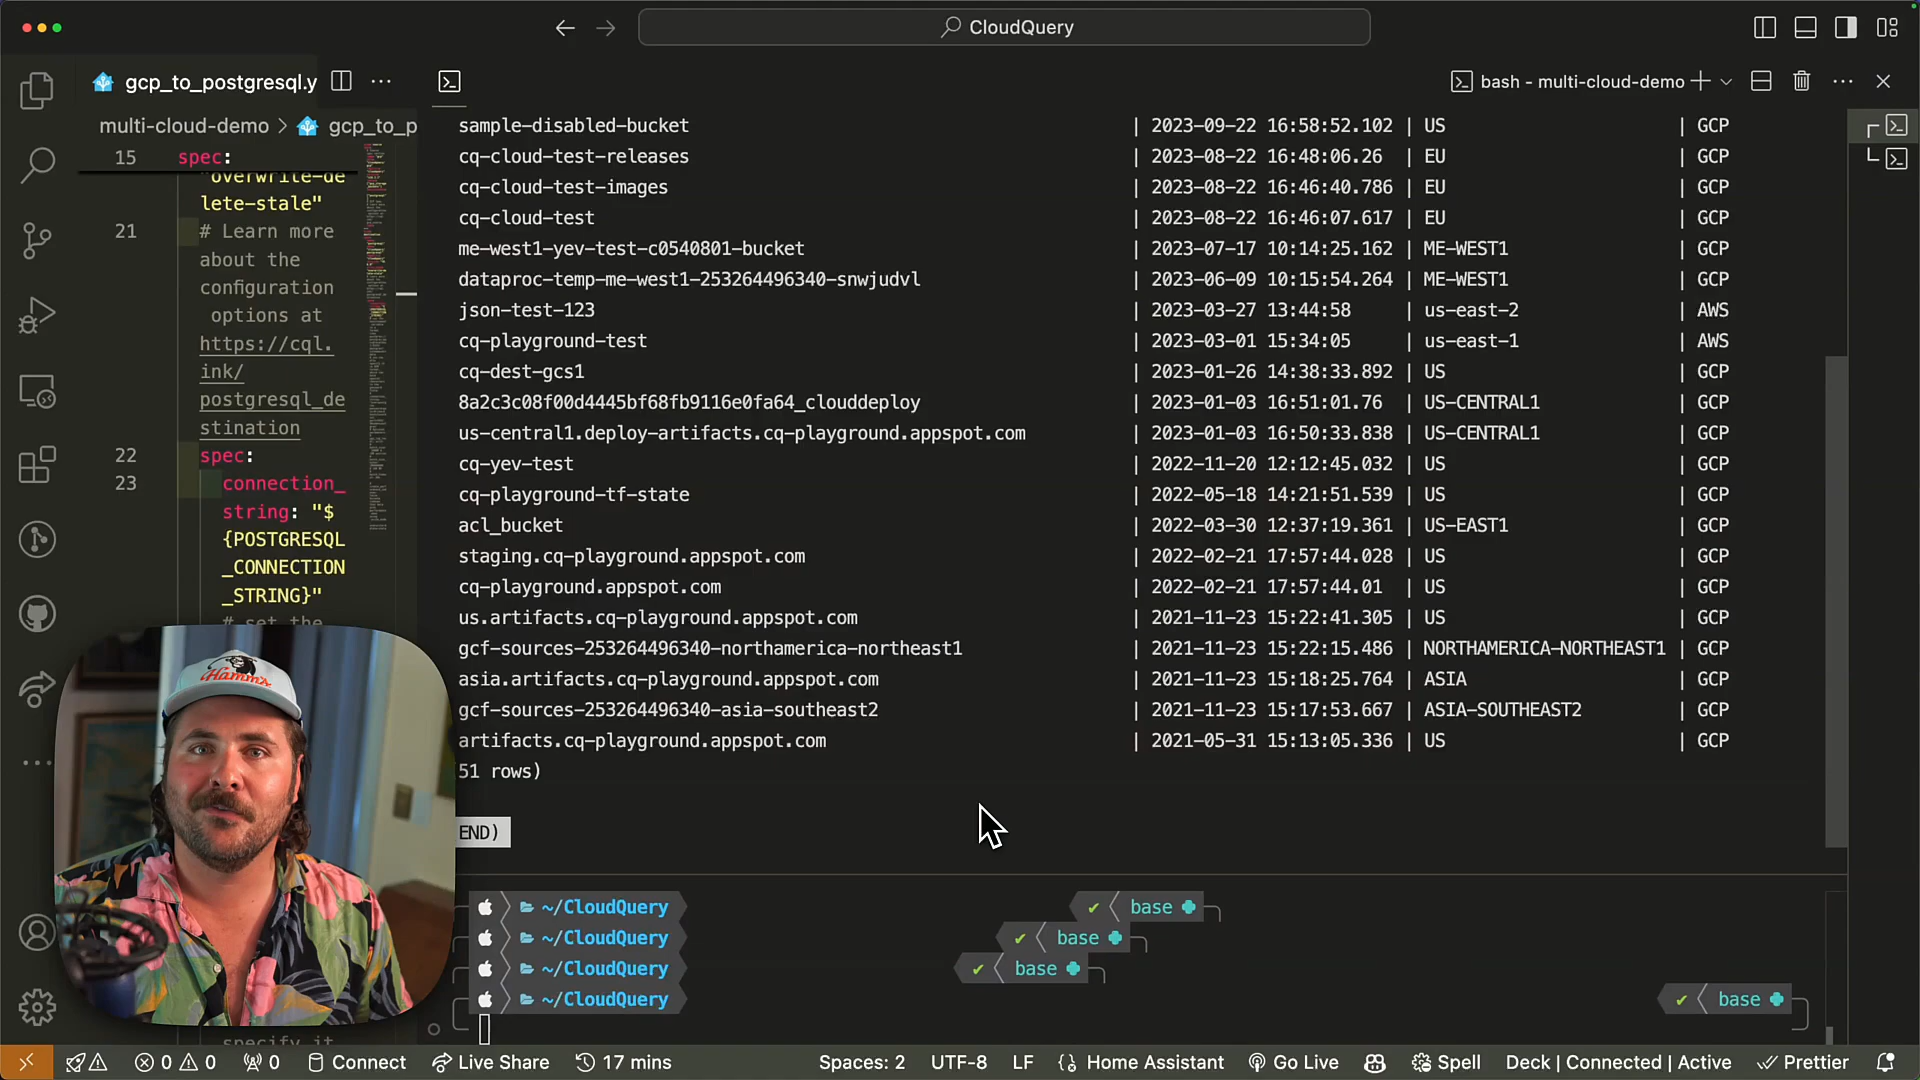 CloudQuery
gcp_to_postgresql.y
bash - multi-cloud-demo
multi-cloud-demo > gcp_to_p
15 spec:
"overwrite-de
lete-stale"
21 # Learn more
about the
configuration
options at
https://cql.
ink/
postgresql_de
stination
22 spec:
23 connection_
string: "$
{POSTGRESQL
_CONNECTION
_STRING}"
# set the
specify it
sample-disabled-bucket | 2023-09-22 16:58:52.102 | US | GCP
cq-cloud-test-releases | 2023-08-22 16:48:06.26 | EU | GCP
cq-cloud-test-images | 2023-08-22 16:46:40.786 | EU | GCP
cq-cloud-test | 2023-08-22 16:46:07.617 | EU | GCP
me-west1-yev-test-c0540801-bucket | 2023-07-17 10:14:25.162 | ME-WEST1 | GCP
dataproc-temp-me-west1-253264496340-snwjudvl | 2023-06-09 10:15:54.264 | ME-WEST1 | GCP
json-test-123 | 2023-03-27 13:44:58 | us-east-2 | AWS
cq-playground-test | 2023-03-01 15:34:05 | us-east-1 | AWS
cq-dest-gcs1 | 2023-01-26 14:38:33.892 | US | GCP
8a2c3c08f00d4445bf68fb9116e0fa64_clouddeploy | 2023-01-03 16:51:01.76 | US-CENTRAL1 | GCP
us-central1.deploy-artifacts.cq-playground.appspot.com | 2023-01-03 16:50:33.838 | US-CENTRAL1 | GCP
cq-yev-test | 2022-11-20 12:12:45.032 | US | GCP
cq-playground-tf-state | 2022-05-18 14:21:51.539 | US | GCP
acl_bucket | 2022-03-30 12:37:19.361 | US-EAST1 | GCP
staging.cq-playground.appspot.com | 2022-02-21 17:57:44.028 | US | GCP
cq-playground.appspot.com | 2022-02-21 17:57:44.01 | US | GCP
us.artifacts.cq-playground.appspot.com | 2021-11-23 15:22:41.305 | US | GCP
gcf-sources-253264496340-northamerica-northeast1 | 2021-11-23 15:22:15.486 | NORTHAMERICA-NORTHEAST1 | GCP
asia.artifacts.cq-playground.appspot.com | 2021-11-23 15:18:25.764 | ASIA | GCP
gcf-sources-253264496340-asia-southeast2 | 2021-11-23 15:17:53.667 | ASIA-SOUTHEAST2 | GCP
artifacts.cq-playground.appspot.com | 2021-05-31 15:13:05.336 | US | GCP
51 rows)
END)
Hamm's
~/CloudQuery ✔ base
~/CloudQuery ✔ base
~/CloudQuery ✔ base
~/CloudQuery ✔ base
0 0 0 Connect Live Share 17 mins Spaces: 2 UTF-8 LF {} Home Assistant Go Live Spell Deck | Connected | Active Prettier